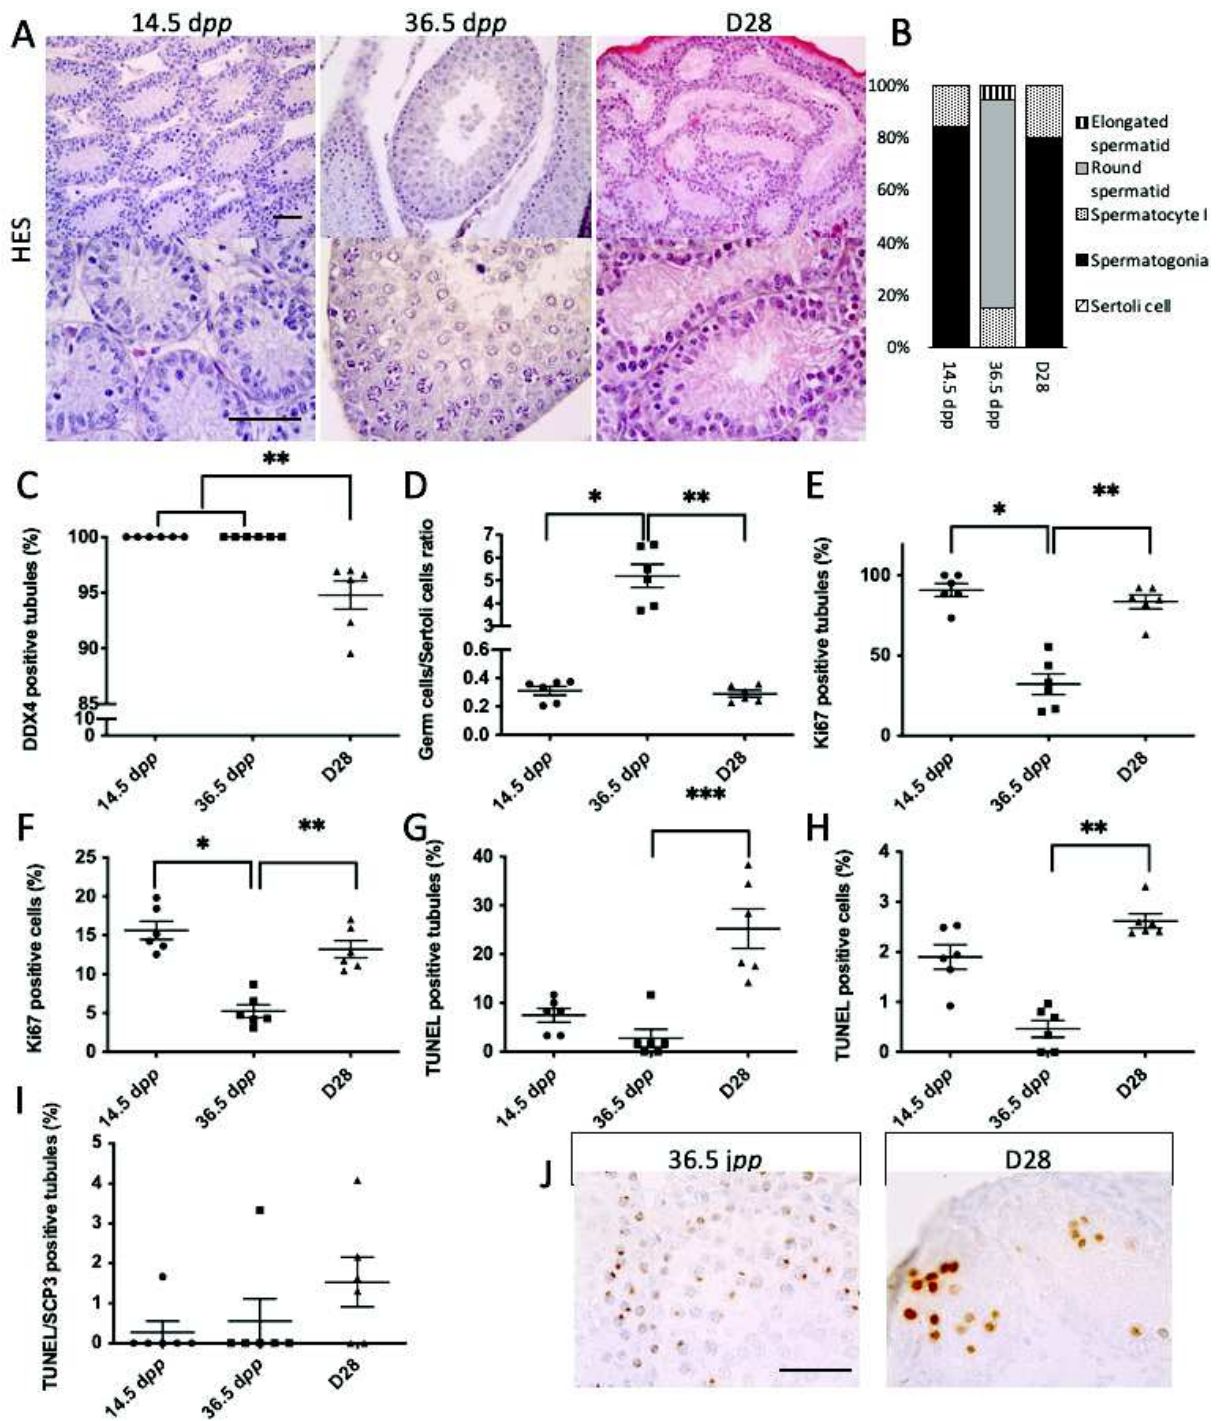 A
14.5 dpp
36.5 dpp
D28
HES
B
100%
80%
60%
40%
20%
0%
14.5 dpp
36.5 dpp
D28
Elongated
spermatid
Round
spermatid
Spermatocyte I
Spermatogonia
Sertoli cell
C
**
DDX4 positive tubules (%)
100
95
90
85
10
0
14.5 dpp
36.5 dpp
D28
D
*
**
Germ cells/Sertoli cells ratio
7
6
5
4
3
0.6
0.4
0.2
0.0
14.5 dpp
36.5 dpp
D28
E
*
**
Ki67 positive tubules (%)
100
50
0
14.5 dpp
36.5 dpp
D28
F
*
**
Ki67 positive cells (%)
25
20
15
10
5
0
14.5 dpp
36.5 dpp
D28
G
***
TUNEL positive tubules (%)
40
30
20
10
0
14.5 dpp
36.5 dpp
D28
H
**
TUNEL positive cells (%)
4
3
2
1
0
14.5 dpp
36.5 dpp
D28
I
TUNEL/SCP3 positive tubules (%)
5
4
3
2
1
0
14.5 dpp
36.5 dpp
D28
J
36.5 jpp
D28